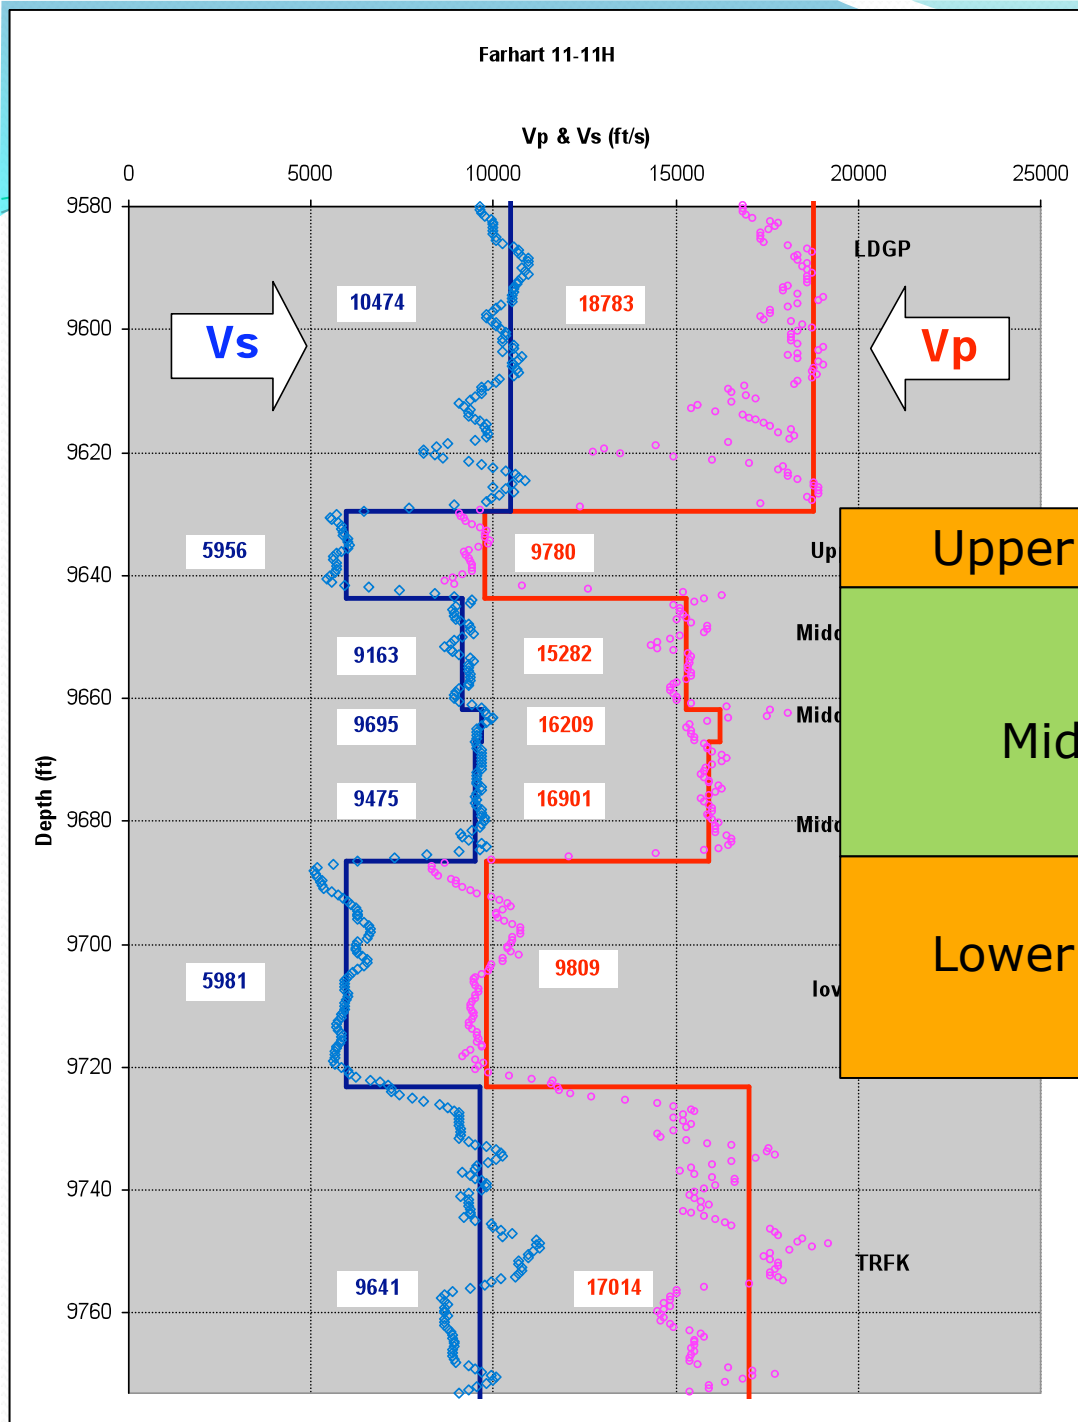 Farhart 11-11H
Vp & Vs (ft/s)
0 5000 10000 15000 20000 25000
9580
LDGP
10474 18783
9600
Vs Vp
9620
5956 9780 Up Upper
9640
9163 15282 Midd
9660
9695 16209 Midd
Mid
Depth (ft)
9475 16901
9680
Midd
9700
Lower
5981 9809 lov
9720
9740
TRFK
9641 17014
9760